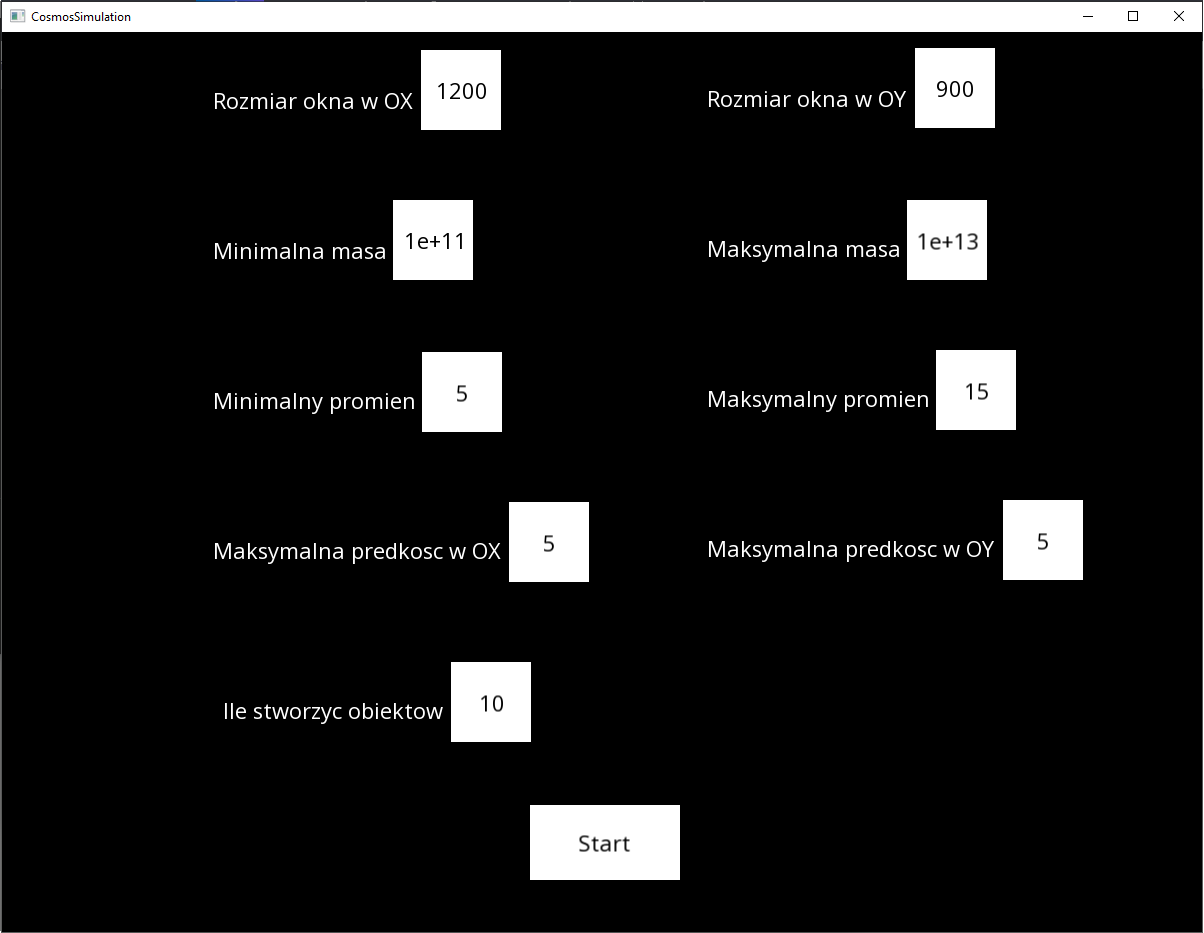 CosmosSimulation
Rozmiar okna w OX 1200
Rozmiar okna w OY 900
Minimalna masa 1e+11
Maksymalna masa 1e+13
Minimalny promien 5
Maksymalny promien 15
Maksymalna predkosc w OX 5
Maksymalna predkosc w OY 5
Ile stworzyc obiektow 10
Start